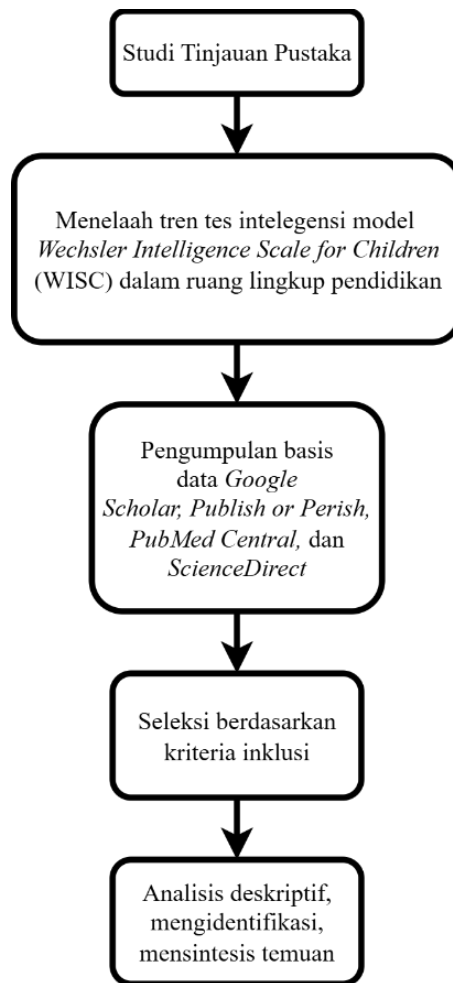 Studi Tinjauan Pustaka
Menelaah tren tes intelegensi model
Wechsler Intelligence Scale for Children
(WISC) dalam ruang lingkup pendidikan
Pengumpulan basis
data Google
Scholar, Publish or Perish,
PubMed Central, dan
ScienceDirect
Seleksi berdasarkan
kriteria inklusi
Analisis deskriptif,
mengidentifikasi,
mensintesis temuan